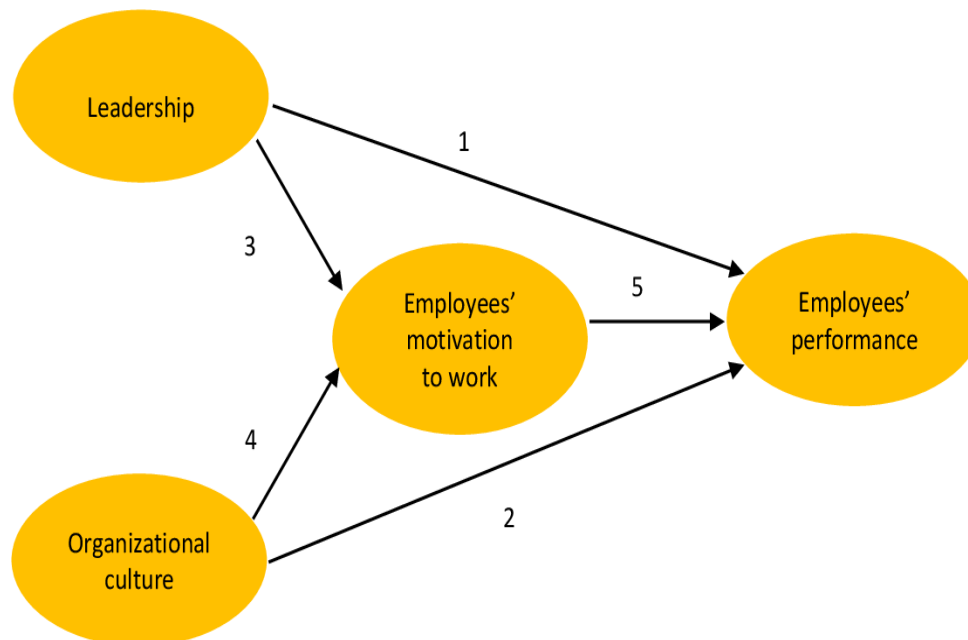 Leadership
1
3
Employees’
motivation
to work
5
Employees’
performance
4
Organizational
culture
2